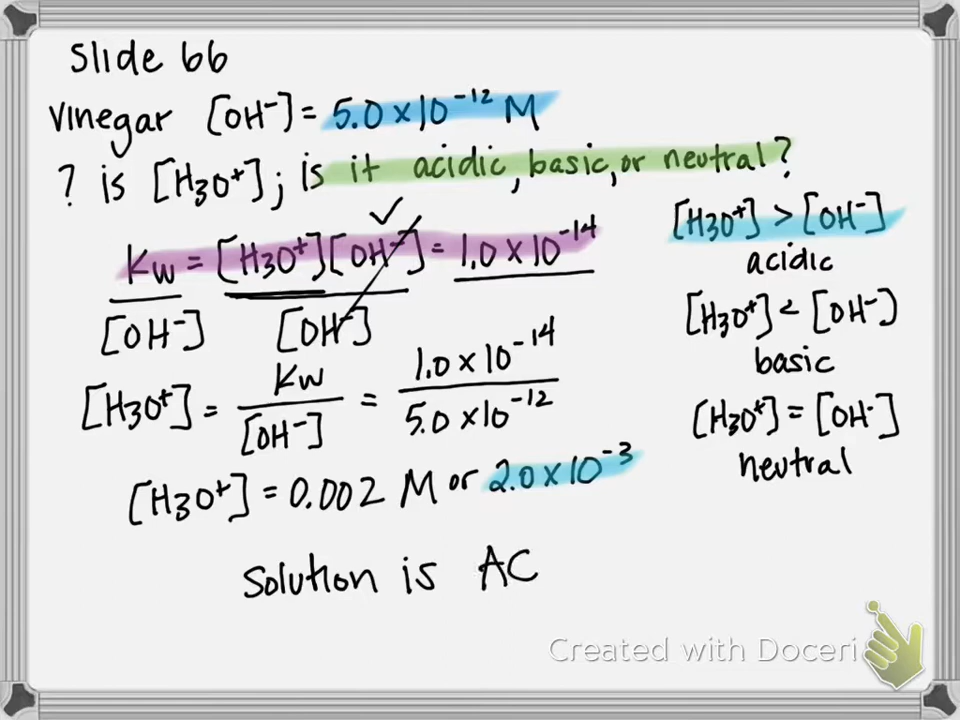 Slide 66
Vinegar [OH⁻] = 5.0 x 10⁻¹² M
? is [H3O⁺]; is it acidic, basic, or neutral?
Kw = [H3O⁺][OH⁻] = 1.0 x 10⁻¹⁴
[OH⁻] [OH⁻]
[H3O⁺] = Kw / [OH⁻] = 1.0 x 10⁻¹⁴ / 5.0 x 10⁻¹²
[H3O⁺] = 0.002 M or 2.0 x 10⁻³
Solution is AC
[H3O⁺] > [OH⁻]
acidic
[H3O⁺] < [OH⁻]
basic
[H3O⁺] = [OH⁻]
neutral
Created with Doceri